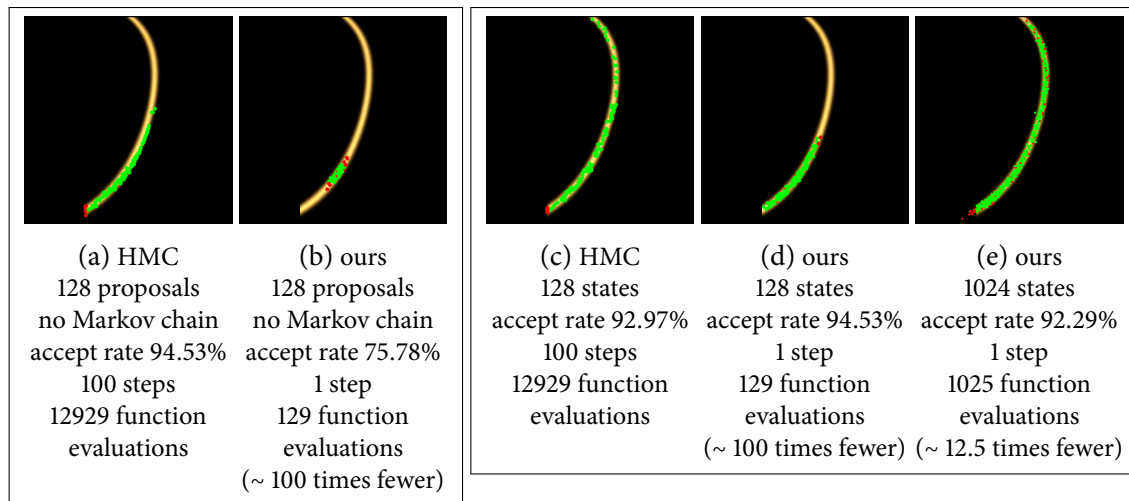 (a) HMC
128 proposals
no Markov chain
accept rate 94.53%
100 steps
12929 function
evaluations
(b) ours
128 proposals
no Markov chain
accept rate 75.78%
1 step
129 function
evaluations
(~ 100 times fewer)
(c) HMC
128 states
accept rate 92.97%
100 steps
12929 function
evaluations
(d) ours
128 states
accept rate 94.53%
1 step
129 function
evaluations
(~ 100 times fewer)
(e) ours
1024 states
accept rate 92.29%
1 step
1025 function
evaluations
(~ 12.5 times fewer)